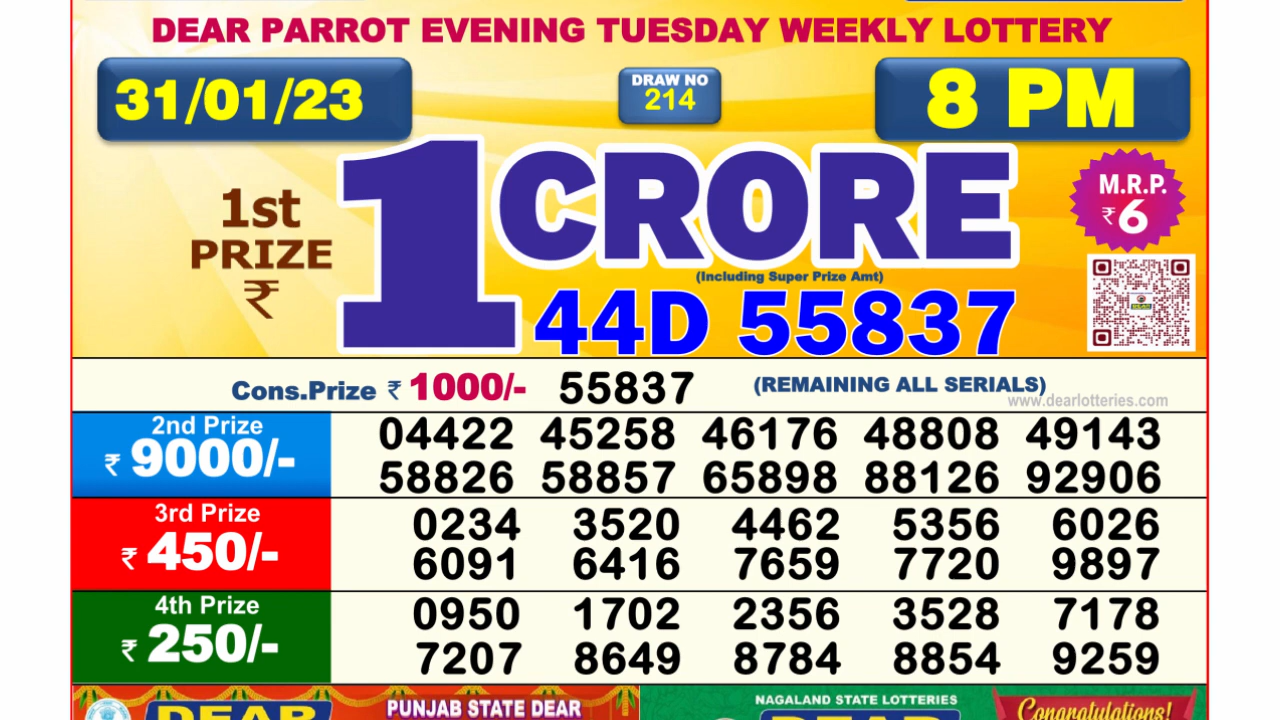 DEAR PARROT EVENING TUESDAY WEEKLY LOTTERY
31/01/23
DRAW NO
214
8 PM
1st
PRIZE
₹
1 CRORE
(Including Super Prize Amt)
44D 55837
M.R.P.
₹ 6
Cons.Prize ₹ 1000/- 55837 (REMAINING ALL SERIALS)
www.dearlotteries.com
2nd Prize
₹ 9000/-
04422 45258 46176 48808 49143
58826 58857 65898 88126 92906
3rd Prize
₹ 450/-
0234 3520 4462 5356 6026
6091 6416 7659 7720 9897
4th Prize
₹ 250/-
0950 1702 2356 3528 7178
7207 8649 8784 8854 9259
DEAR
PUNJAB STATE DEAR
NAGALAND STATE LOTTERIES
DEAR
Congratulations!